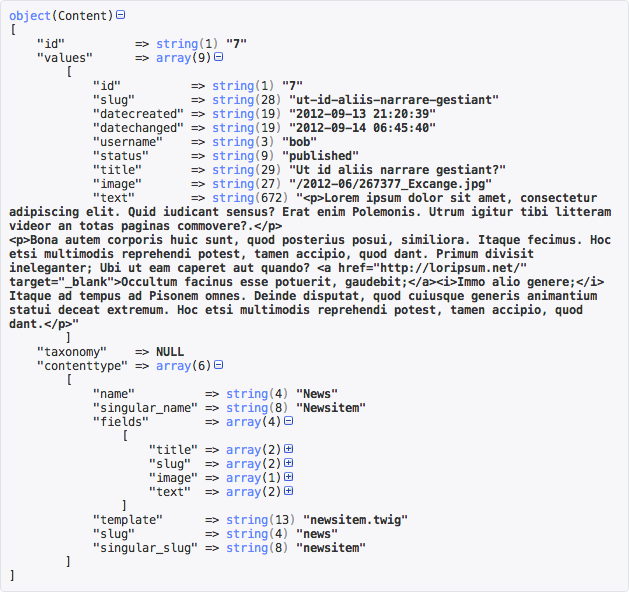 object(Content)
[
"id" => string(1) "7"
"values" => array(9)
[
"id" => string(1) "7"
"slug" => string(28) "ut-id-aliis-narrare-gestiant"
"datecreated" => string(19) "2012-09-13 21:20:39"
"datechanged" => string(19) "2012-09-14 06:45:40"
"username" => string(3) "bob"
"status" => string(9) "published"
"title" => string(29) "Ut id aliis narrare gestiant?"
"image" => string(27) "/2012-06/267377_Excange.jpg"
"text" => string(672) "<p>Lorem ipsum dolor sit amet, consectetur
adipiscing elit. Quid iudicant sensus? Erat enim Polemonis. Utrum igitur tibi litteram
videor an totas paginas commovere?.</p>
<p>Bona autem corporis huic sunt, quod posterius posui, similiora. Itaque fecimus. Hoc
etsi multimodis reprehendi potest, tamen accipio, quod dant. Primum divisit
ineleganter; Ubi ut eam caperet aut quando? <a href="http://loripsum.net/"
target="_blank">Occultum facinus esse potuerit, gaudebit;</a><i>Immo alio genere;</i>
Itaque ad tempus ad Pisonem omnes. Deinde disputat, quod cuiusque generis animantium
statui deceat extremum. Hoc etsi multimodis reprehendi potest, tamen accipio, quod
dant.</p>"
]
"taxonomy" => NULL
"contenttype" => array(6)
[
"name" => string(4) "News"
"singular_name" => string(8) "Newsitem"
"fields" => array(4)
[
"title" => array(2)
"slug" => array(2)
"image" => array(1)
"text" => array(2)
]
"template" => string(13) "newsitem.twig"
"slug" => string(4) "news"
"singular_slug" => string(8) "newsitem"
]
]